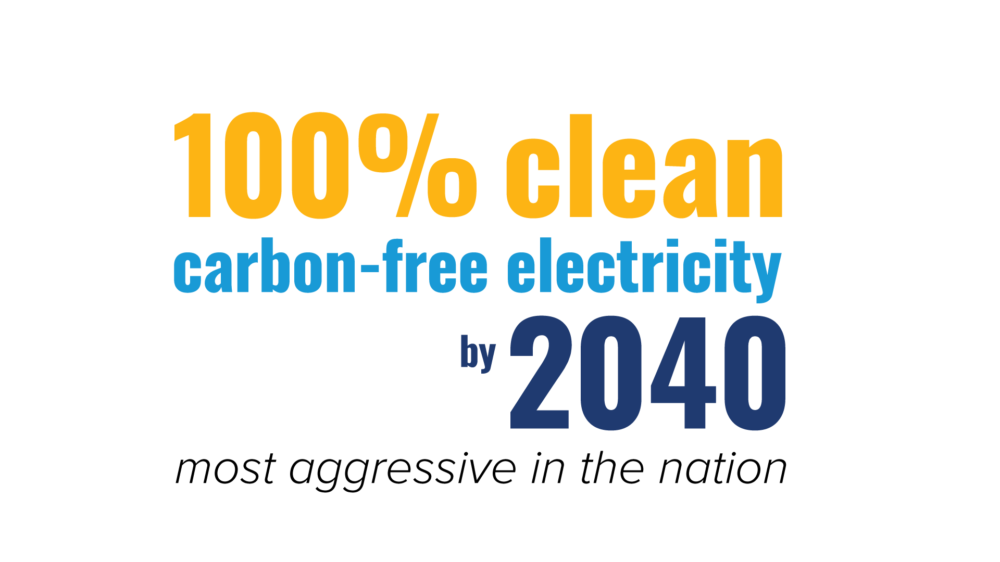 100% clean
carbon-free electricity
by 2040
most aggressive in the nation